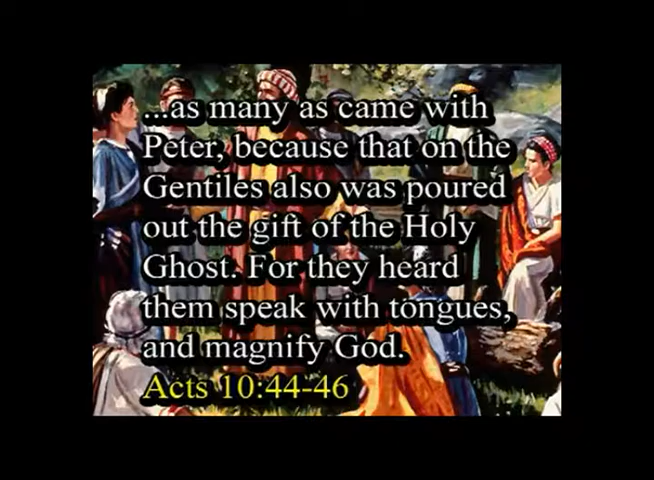 ...as many as came with
Peter, because that on the
Gentiles also was poured
out the gift of the Holy
Ghost. For they heard
them speak with tongues,
and magnify God.
Acts 10:44-46